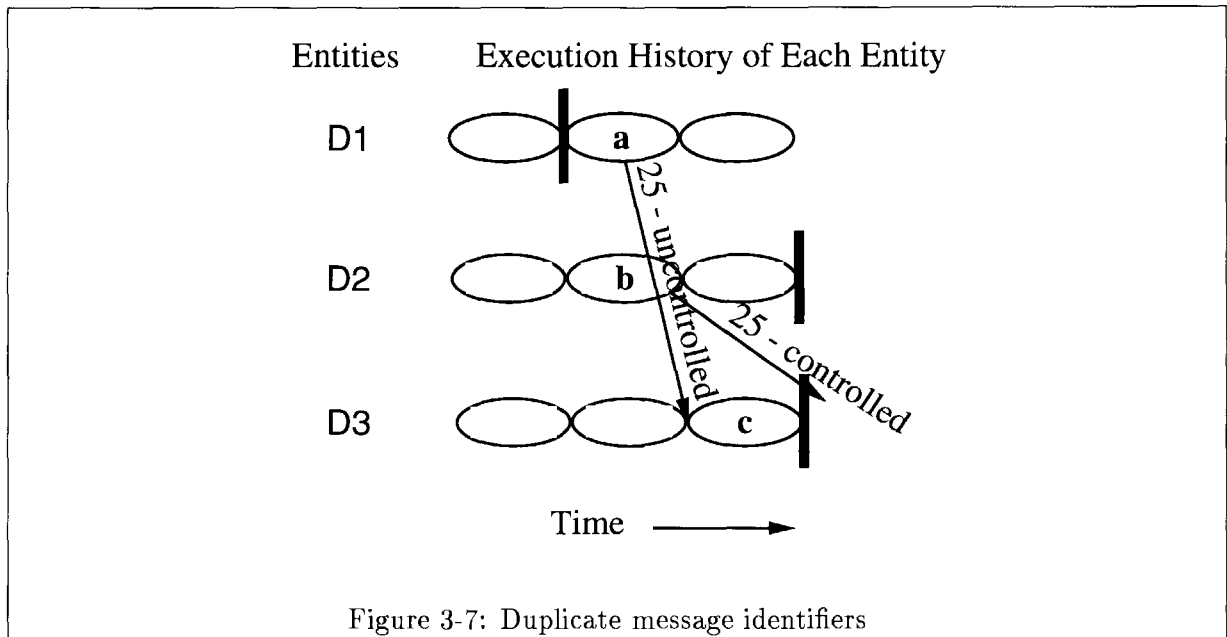 Entities Execution History of Each Entity
D1 a
25 - uncontrolled
D2 b
25 - controlled
D3 c
Time
Figure 3-7: Duplicate message identifiers